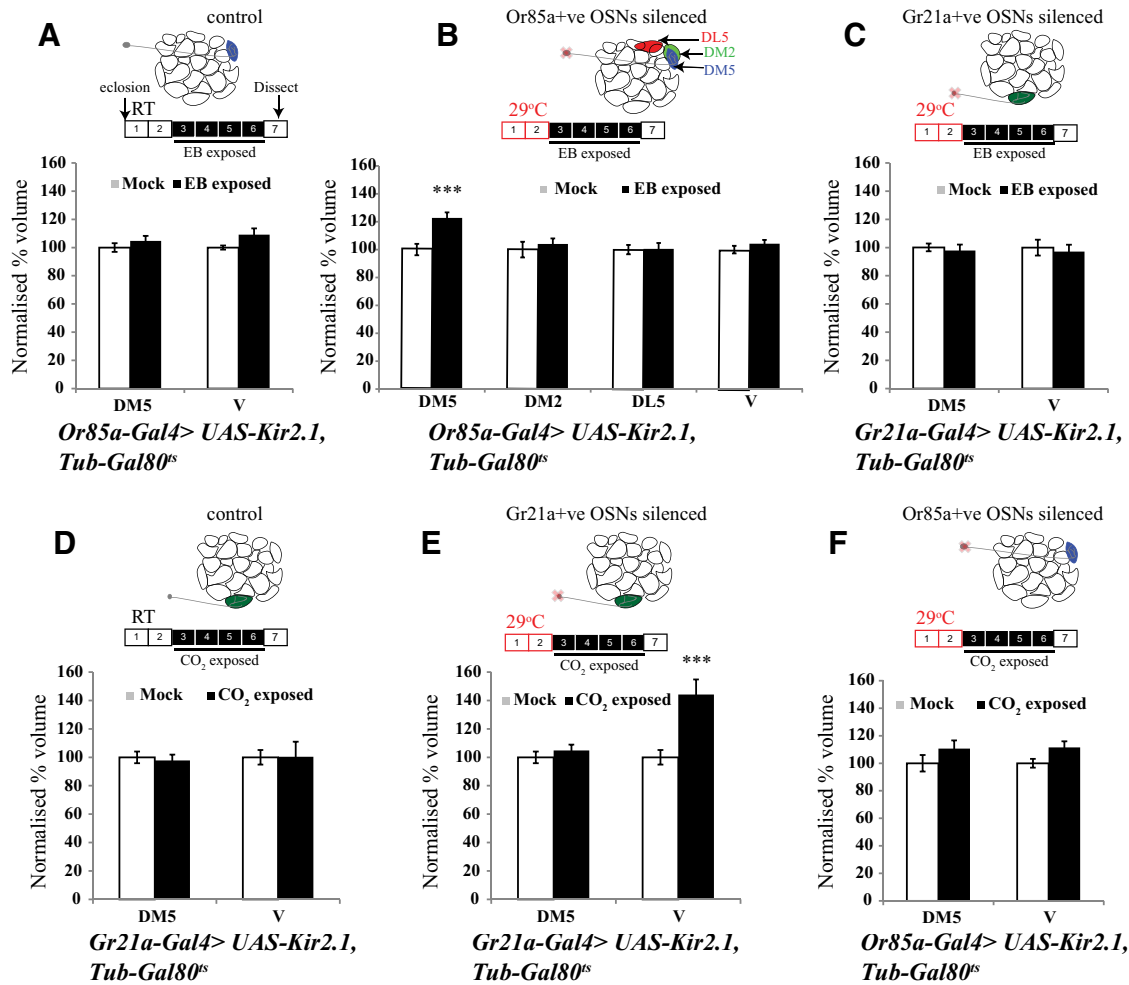 A
control
eclosion
RT
Dissect
1 2 3 4 5 6 7
EB exposed
Normalised % volume
160
140
120
100
80
60
40
20
0
Mock EB exposed
DM5 V
Or85a-Gal4> UAS-Kir2.1,
Tub-Gal80ts
B
Or85a+ve OSNs silenced
DL5
DM2
DM5
29oC
1 2 3 4 5 6 7
EB exposed
Normalised % volume
160
140
120
100
80
60
40
20
0
Mock EB exposed
***
DM5 DM2 DL5 V
Or85a-Gal4> UAS-Kir2.1,
Tub-Gal80ts
C
Gr21a+ve OSNs silenced
29oC
1 2 3 4 5 6 7
EB exposed
Normalised % volume
160
140
120
100
80
60
40
20
0
Mock EB exposed
DM5 V
Gr21a-Gal4> UAS-Kir2.1,
Tub-Gal80ts
D
control
RT
1 2 3 4 5 6 7
CO2 exposed
Normalised % volume
160
140
120
100
80
60
40
20
0
Mock CO2 exposed
DM5 V
Gr21a-Gal4> UAS-Kir2.1,
Tub-Gal80ts
E
Gr21a+ve OSNs silenced
29oC
1 2 3 4 5 6 7
CO2 exposed
Normalised % volume
160
140
120
100
80
60
40
20
0
***
Mock CO2 exposed
DM5 V
Gr21a-Gal4> UAS-Kir2.1,
Tub-Gal80ts
F
Or85a+ve OSNs silenced
29oC
1 2 3 4 5 6 7
CO2 exposed
Normalised % volume
160
140
120
100
80
60
40
20
0
Mock CO2 exposed
DM5 V
Or85a-Gal4> UAS-Kir2.1,
Tub-Gal80ts